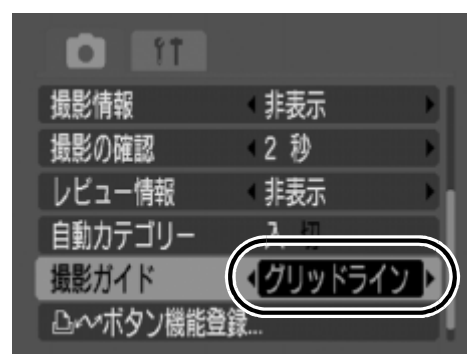 撮影情報 非表示
撮影の確認 2 秒
レビュー情報 非表示
自動カテゴリー 入 切
撮影ガイド グリッドライン
ボタン機能登録...